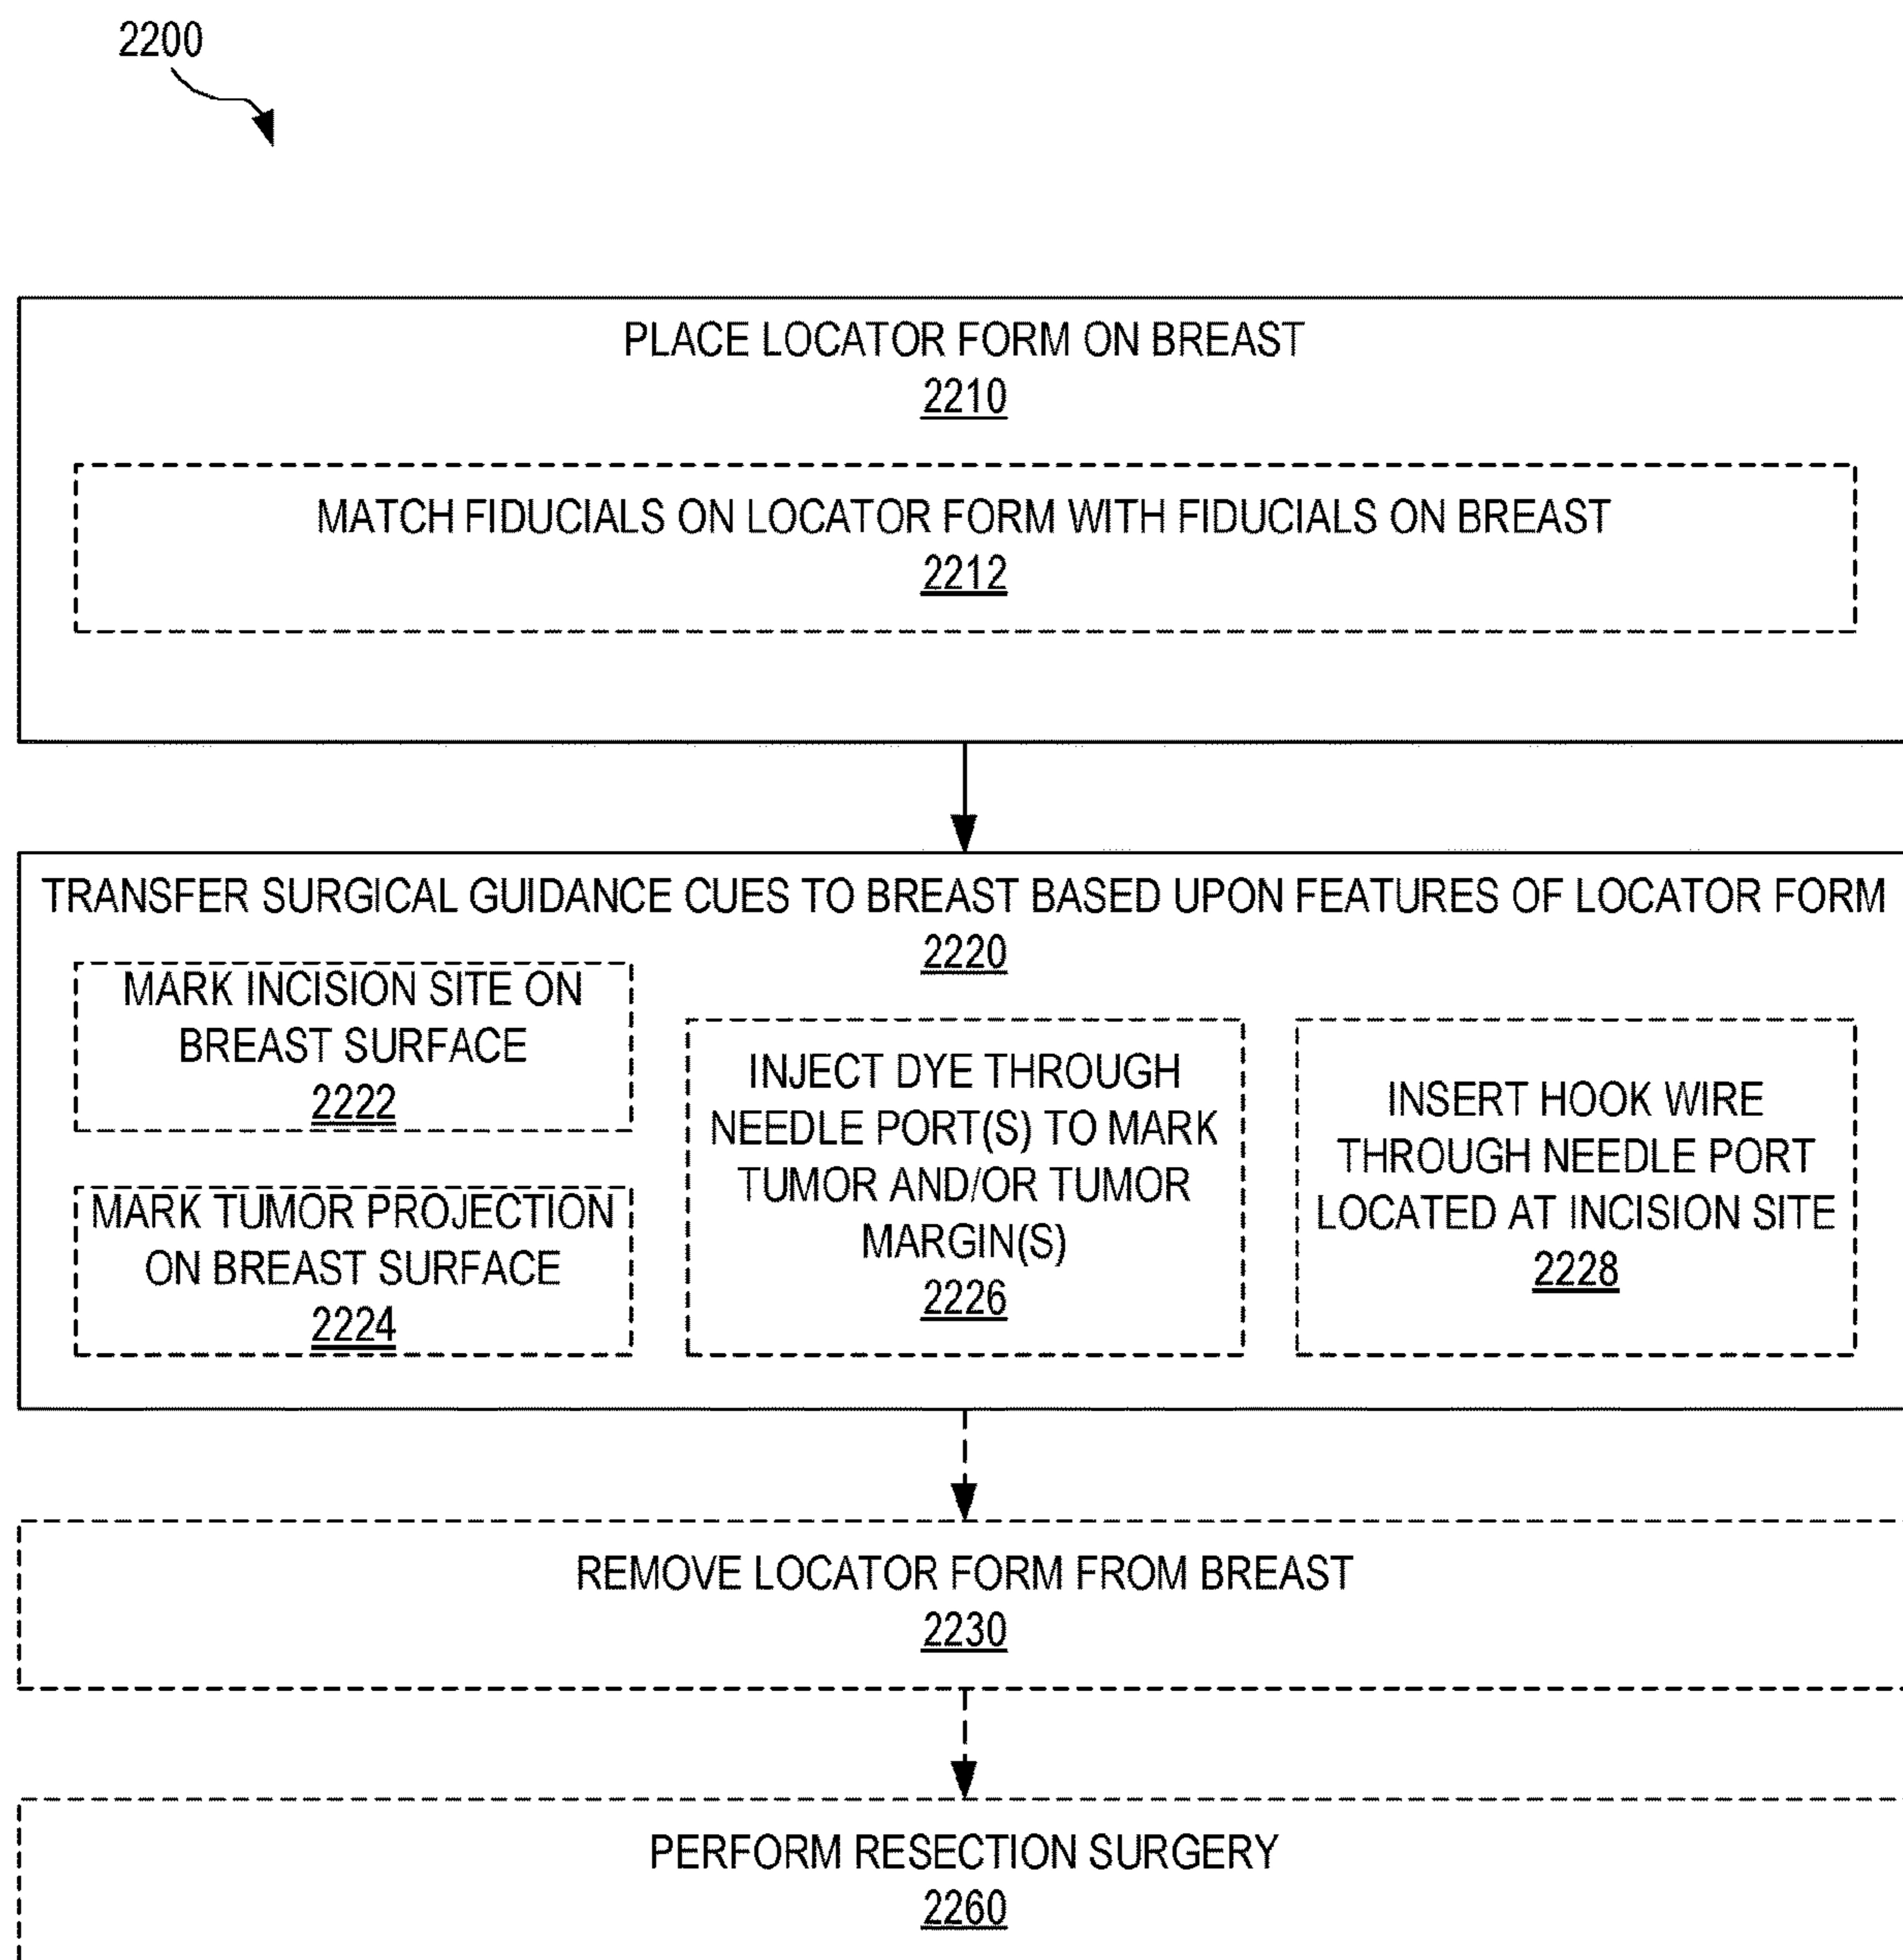 2200
PLACE LOCATOR FORM ON BREAST
2210
MATCH FIDUCIALS ON LOCATOR FORM WITH FIDUCIALS ON BREAST
2212
TRANSFER SURGICAL GUIDANCE CUES TO BREAST BASED UPON FEATURES OF LOCATOR FORM
2220
MARK INCISION SITE ON
BREAST SURFACE
2222
MARK TUMOR PROJECTION
ON BREAST SURFACE
2224
INJECT DYE THROUGH
NEEDLE PORT(S) TO MARK
TUMOR AND/OR TUMOR
MARGIN(S)
2226
INSERT HOOK WIRE
THROUGH NEEDLE PORT
LOCATED AT INCISION SITE
2228
REMOVE LOCATOR FORM FROM BREAST
2230
PERFORM RESECTION SURGERY
2260